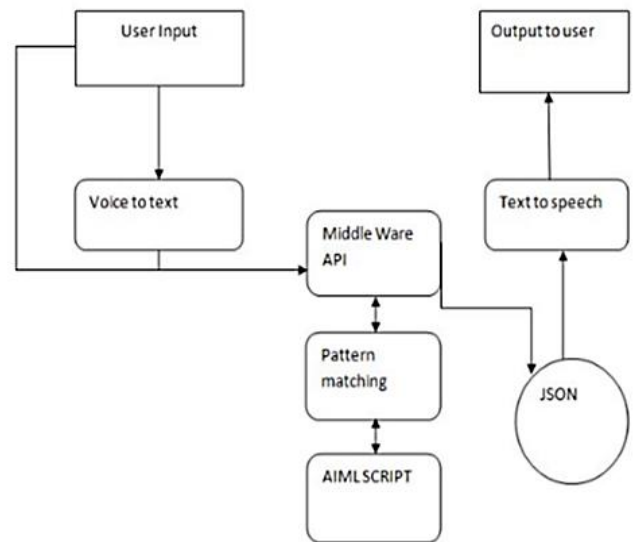 User Input
Output to user
Voice to text
Text to speech
Middle Ware
API
Pattern
matching
JSON
AIML SCRIPT